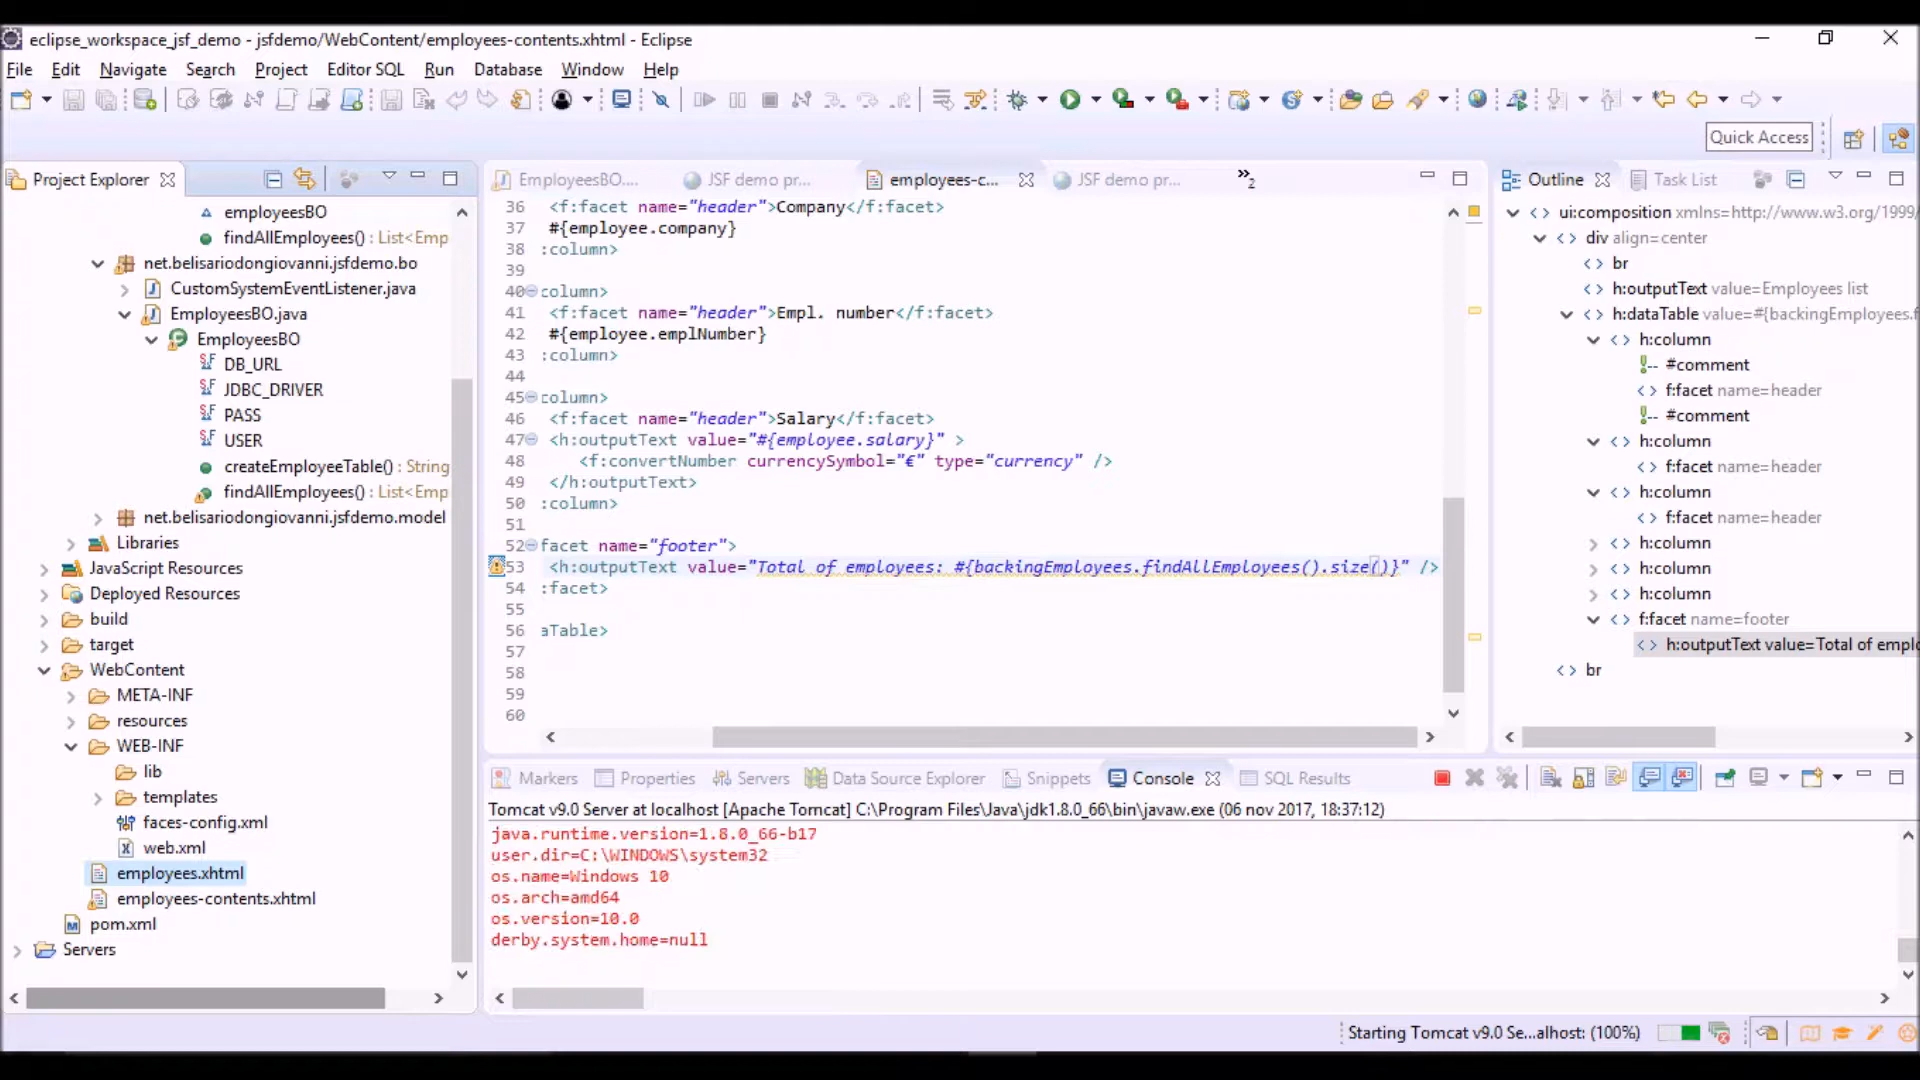 eclipse_workspace_jsf_demo - jsfdemo/WebContent/employees-contents.xhtml - Eclipse
File Edit Navigate Search Project Editor SQL Run Database Window Help
Quick Access
Project Explorer
employeesBO
findAllEmployees() : List<Emp
net.belisariodongiovanni.jsfdemo.bo
CustomSystemEventListener.java
EmployeesBO.java
EmployeesBO
DB_URL
JDBC_DRIVER
PASS
USER
createEmployeeTable() : String
findAllEmployees() : List<Emp
net.belisariodongiovanni.jsfdemo.model
Libraries
JavaScript Resources
Deployed Resources
build
target
WebContent
META-INF
resources
WEB-INF
lib
templates
faces-config.xml
web.xml
employees.xhtml
employees-contents.xhtml
pom.xml
Servers
EmployeesBO.... JSF demo pr... employees-c... JSF demo pr... »2
36 <f:facet name="header">Company</f:facet>
37 #{employee.company}
38 :column>
39
40 column>
41 <f:facet name="header">Empl. number</f:facet>
42 #{employee.emplNumber}
43 :column>
44
45 column>
46 <f:facet name="header">Salary</f:facet>
47 <h:outputText value="#{employee.salary}" >
48 <f:convertNumber currencySymbol="€" type="currency" />
49 </h:outputText>
50 :column>
51
52 facet name="footer">
53 <h:outputText value="Total of employees: #{backingEmployees.findAllEmployees().size()}" />
54 :facet>
55
56 aTable>
57
58
59
60
Outline Task List
ui:composition xmlns=http://www.w3.org/1999/
div align=center
br
h:outputText value=Employees list
h:dataTable value=#{backingEmployees.f
h:column
#comment
f:facet name=header
#comment
h:column
f:facet name=header
h:column
f:facet name=header
h:column
h:column
h:column
f:facet name=footer
h:outputText value=Total of emplo
br
Markers Properties Servers Data Source Explorer Snippets Console SQL Results
Tomcat v9.0 Server at localhost [Apache Tomcat] C:\Program Files\Java\jdk1.8.0_66\bin\javaw.exe (06 nov 2017, 18:37:12)
java.runtime.version=1.8.0_66-b17
user.dir=C:\WINDOWS\system32
os.name=Windows 10
os.arch=amd64
os.version=10.0
derby.system.home=null
Starting Tomcat v9.0 Se...alhost: (100%)